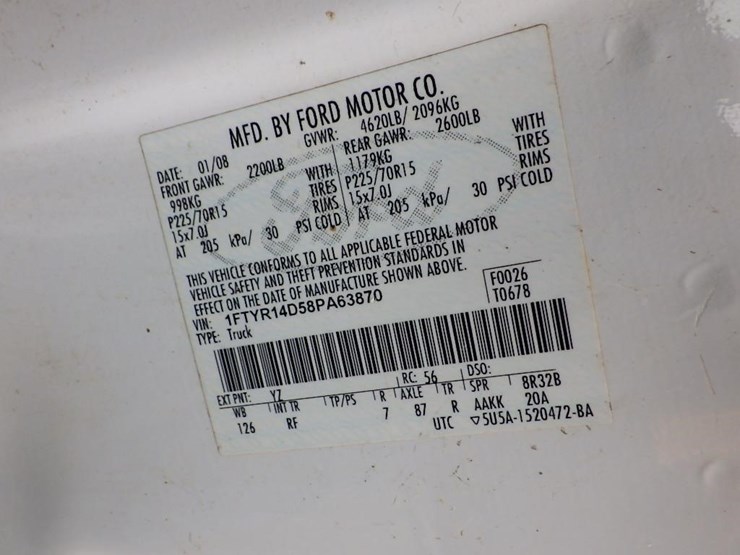 MFD. BY FORD MOTOR CO.
DATE: 01/08 GVWR: 4620LB/ 2096KG
FRONT GAWR: 2200LB REAR GAWR: 2600LB
998KG WITH 1179KG WITH
P225/70R15 TIRES P225/70R15 TIRES
15x7.0J RIMS 15x7.0J RIMS
AT 205 kPa/ 30 PSI COLD AT 205 kPa/ 30 PSI COLD
Ford
THIS VEHICLE CONFORMS TO ALL APPLICABLE FEDERAL MOTOR
VEHICLE SAFETY AND THEFT PREVENTION STANDARDS IN
EFFECT ON THE DATE OF MANUFACTURE SHOWN ABOVE.
VIN: 1FTYR14D58PA63870 F0026
TYPE: Truck T0678
EXT PNT: YZ RC: 56 DSO:
WB INT TR TP/PS R AXLE TR SPR 8R32B
126 RF 7 87 R AAKK 20A
UTC ▽5U5A-1520472-BA